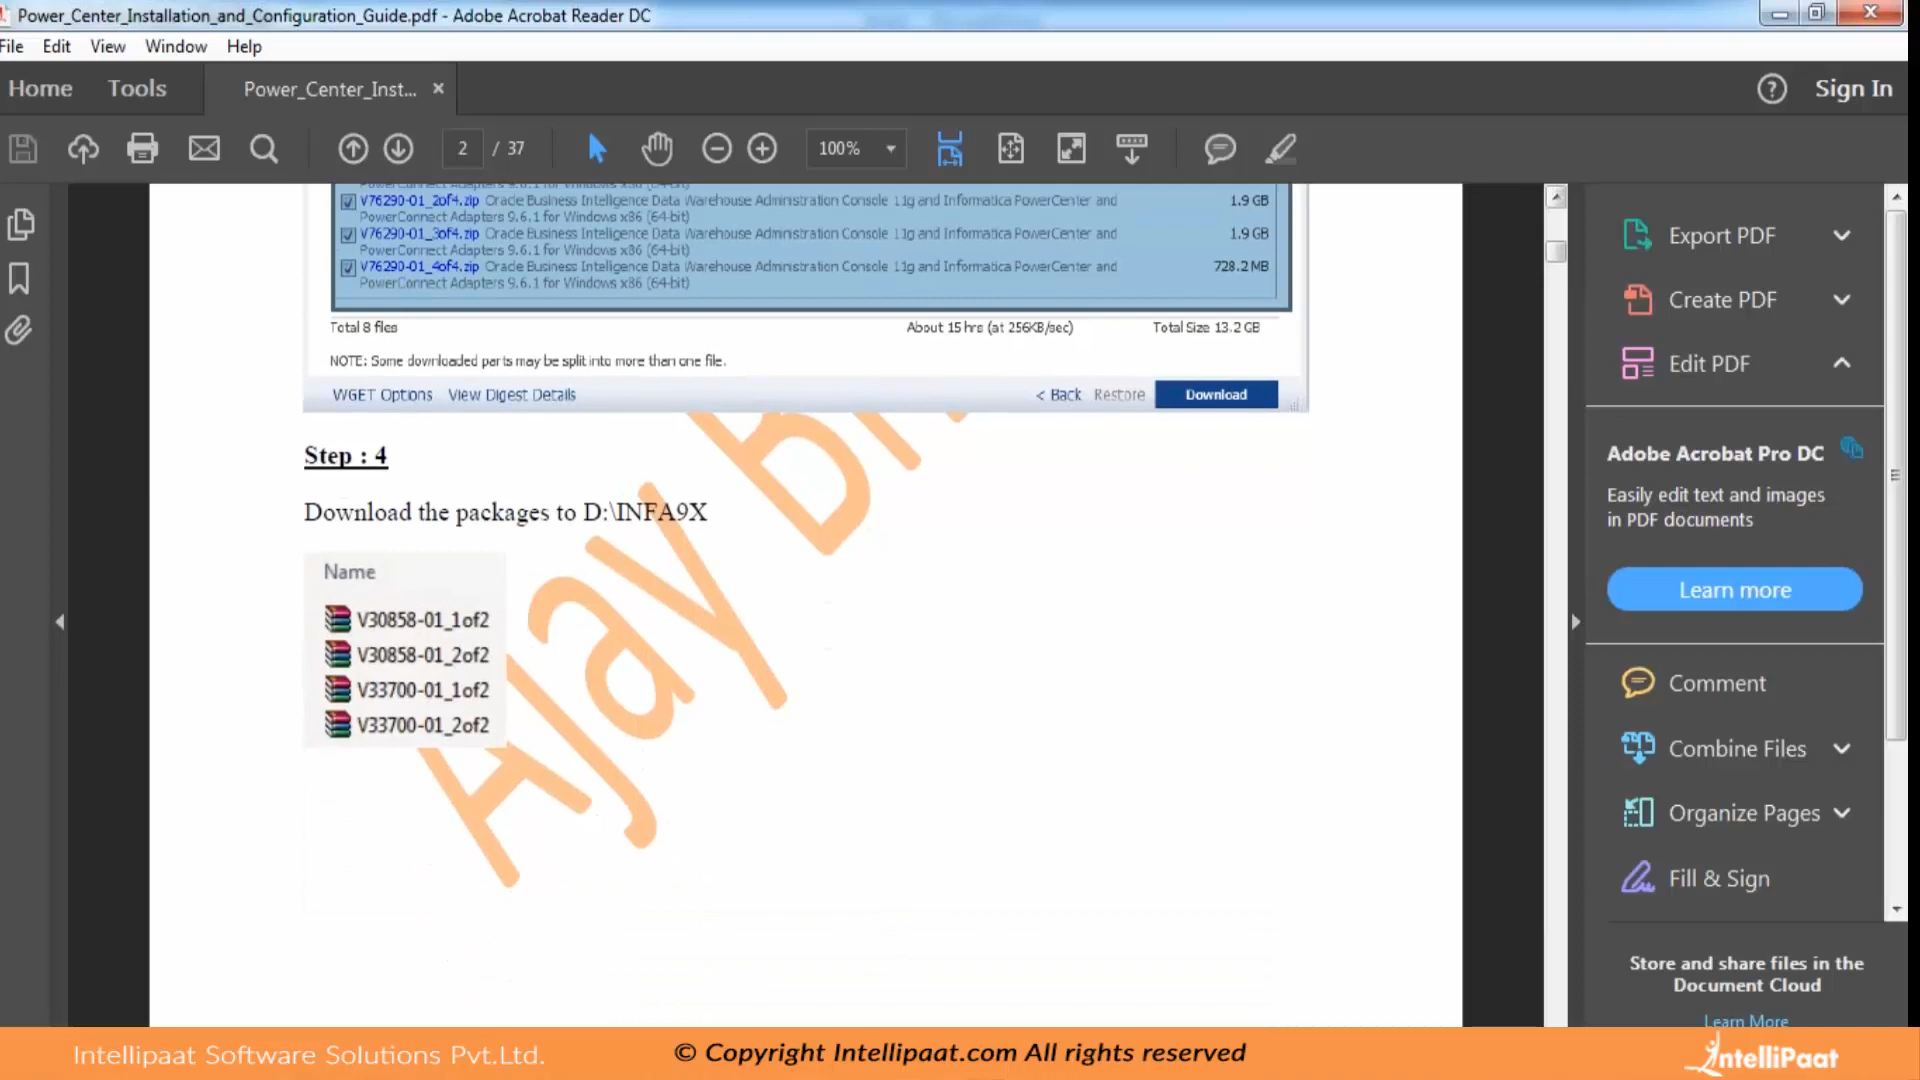 Power_Center_Installation_and_Configuration_Guide.pdf - Adobe Acrobat Reader DC
File Edit View Window Help
Home Tools Power_Center_Inst... × Sign In
2 / 37 100%
PowerConnect Adapters 9.6.1 for Windows x86 (64-bit)
V76290-01_2of4.zip Oracle Business Intelligence Data Warehouse Administration Console 11g and Informatica PowerCenter and 1.9 GB
PowerConnect Adapters 9.6.1 for Windows x86 (64-bit)
V76290-01_3of4.zip Oracle Business Intelligence Data Warehouse Administration Console 11g and Informatica PowerCenter and 1.9 GB
PowerConnect Adapters 9.6.1 for Windows x86 (64-bit)
V76290-01_4of4.zip Oracle Business Intelligence Data Warehouse Administration Console 11g and Informatica PowerCenter and 728.2 MB
PowerConnect Adapters 9.6.1 for Windows x86 (64-bit)
Total 8 files About 15 hrs (at 256KB/sec) Total Size 13.2 GB
NOTE: Some downloaded parts may be split into more than one file.
WGET Options View Digest Details < Back Restore Download
Step : 4
Download the packages to D:\INFA9X
Name
V30858-01_1of2
V30858-01_2of2
V33700-01_1of2
V33700-01_2of2
Ajay
Export PDF
Create PDF
Edit PDF
Adobe Acrobat Pro DC
Easily edit text and images
in PDF documents
Learn more
Comment
Combine Files
Organize Pages
Fill & Sign
Store and share files in the
Document Cloud
Learn More
Intellipaat Software Solutions Pvt.Ltd.
© Copyright Intellipaat.com All rights reserved
IntelliPaat